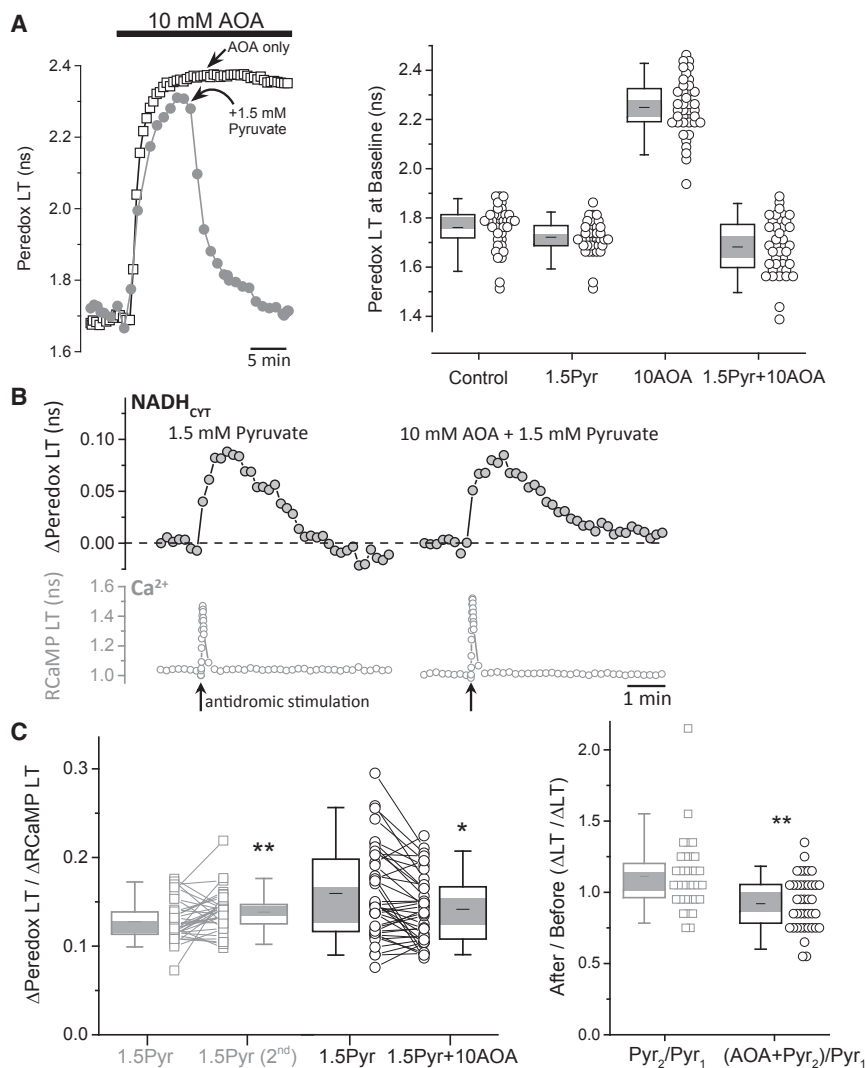 A
10 mM AOA
AOA only
+1.5 mM
Pyruvate
Peredox LT (ns)
2.4
2.2
2.0
1.8
1.6
5 min
Peredox LT at Baseline (ns)
2.4
2.2
2.0
1.8
1.6
1.4
Control
1.5Pyr
10AOA
1.5Pyr+10AOA
B
NADHCYT
1.5 mM Pyruvate
10 mM AOA + 1.5 mM Pyruvate
ΔPeredox LT (ns)
0.10
0.05
0.00
Ca2+
RCaMP LT (ns)
1.6
1.4
1.2
1.0
antidromic stimulation
1 min
C
ΔPeredox LT / ΔRCaMP LT
0.3
0.2
0.1
0.0
**
*
1.5Pyr
1.5Pyr (2nd)
1.5Pyr
1.5Pyr+10AOA
After / Before (ΔLT /ΔLT)
2.0
1.5
1.0
0.5
0.0
**
Pyr2/Pyr1
(AOA+Pyr2)/Pyr1